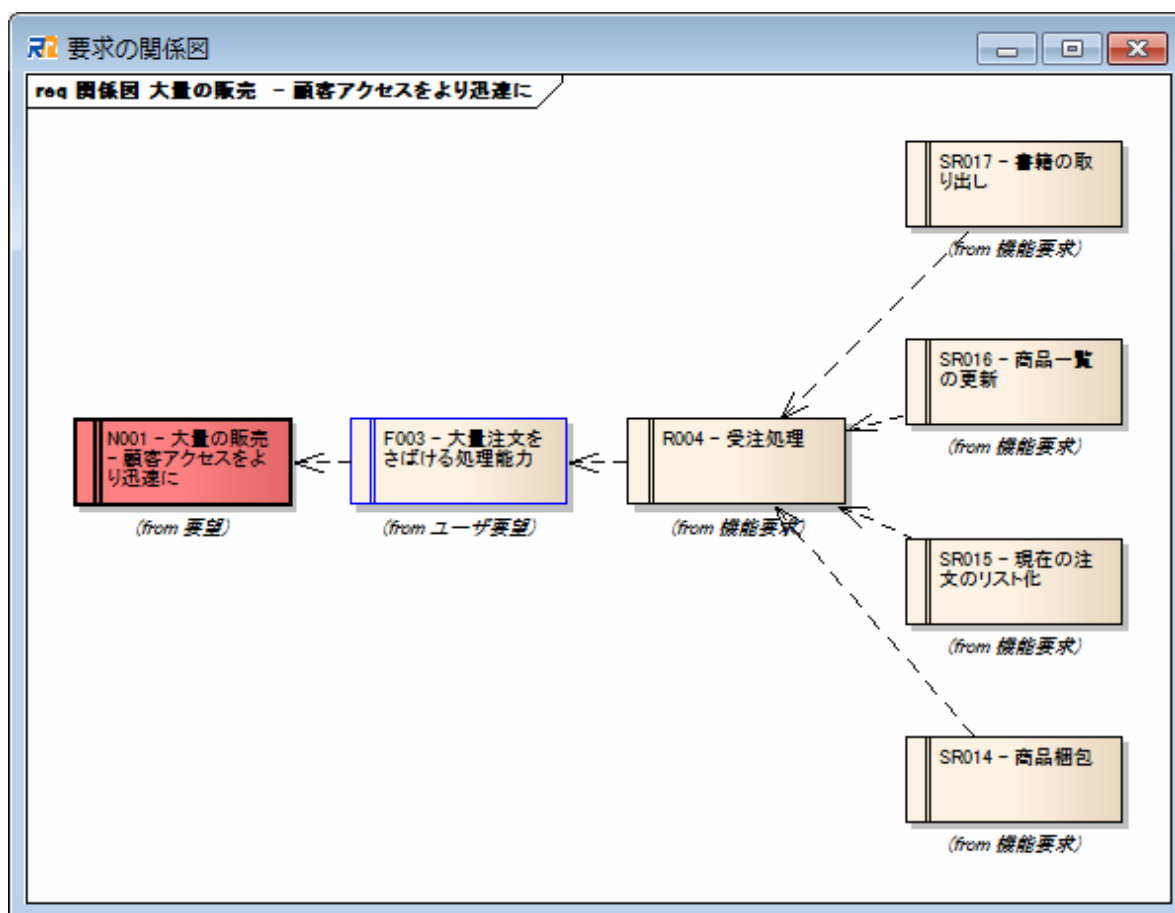 要求の関係図
req 関係図 大量の販売 - 顧客アクセスをより迅速に
SR017 - 書籍の取
り出し
(from 機能要求)
SR016 - 商品一覧
の更新
(from 機能要求)
N001 - 大量の販売
- 顧客アクセスをよ
り迅速に
(from 要望)
F003 - 大量注文を
さばける処理能力
(from ユーザ要望)
R004 - 受注処理
(from 機能要求)
SR015 - 現在の注
文のリスト化
(from 機能要求)
SR014 - 商品梱包
(from 機能要求)